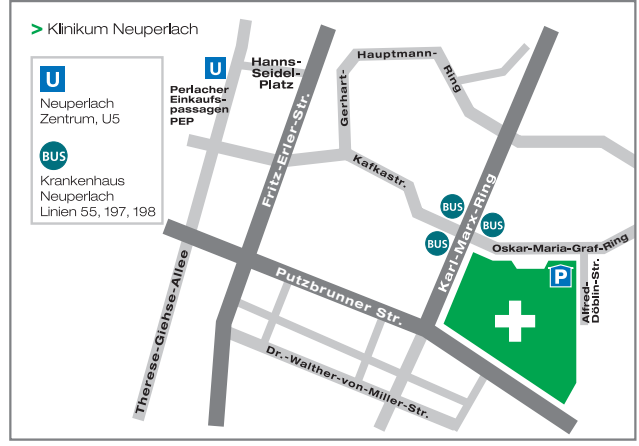 > Klinikum Neuperlach
U
Neuperlach
Zentrum, U5
BUS
Krankenhaus
Neuperlach
Linien 55, 197, 198
U
Perlacher
Einkaufs-
passagen
PEP
Hanns-
Seidel-
Platz
Fritz-Erler-Str.
Gerhart-
Hauptmann-
Ring
Kafkastr.
BUS
BUS
BUS
Karl-Marx-Ring
Oskar-Maria-Graf-Ring
P
Alfred-
Döblin-Str.
Therese-Giehse-Allee
Putzbrunner Str.
Dr.-Walther-von-Miller-Str.